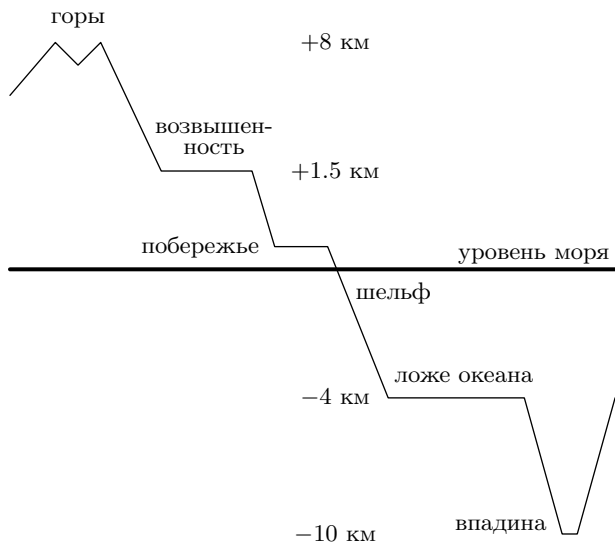 горы
+8 км
возвышен-
ность
+1.5 км
побережье
уровень моря
шельф
ложе океана
−4 км
впадина
−10 км